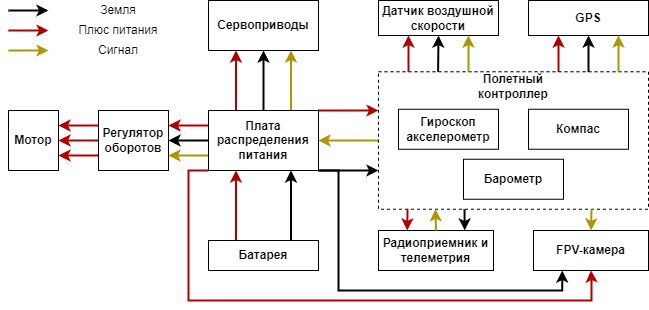 Земля
Плюс питания
Сигнал
Сервоприводы
Датчик воздушной
скорости
GPS
Полетный
контроллер
Мотор
Регулятор
оборотов
Плата
распределения
питания
Гироскоп
акселерометр
Компас
Барометр
Батарея
Радиоприемник и
телеметрия
FPV-камера